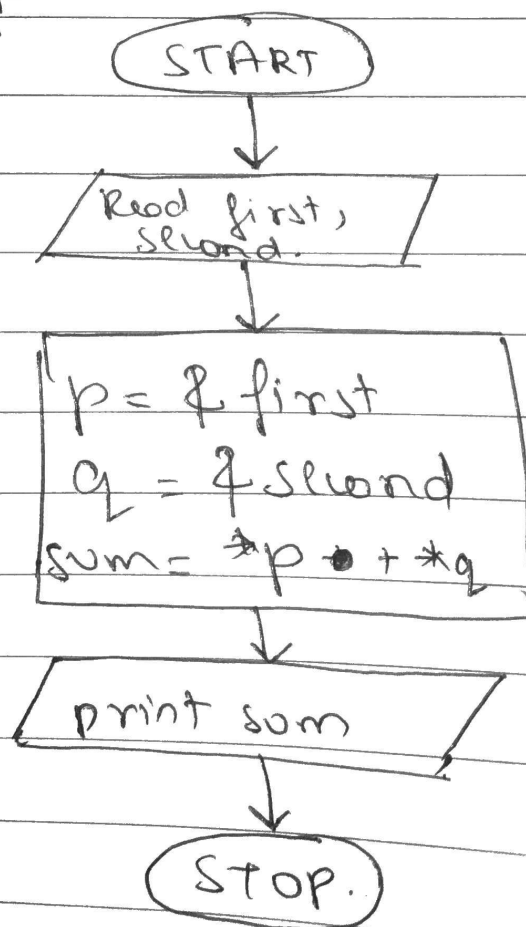 START
Read first,
second.
p = & first
q = & second
sum = *p + *q
print sum
STOP.